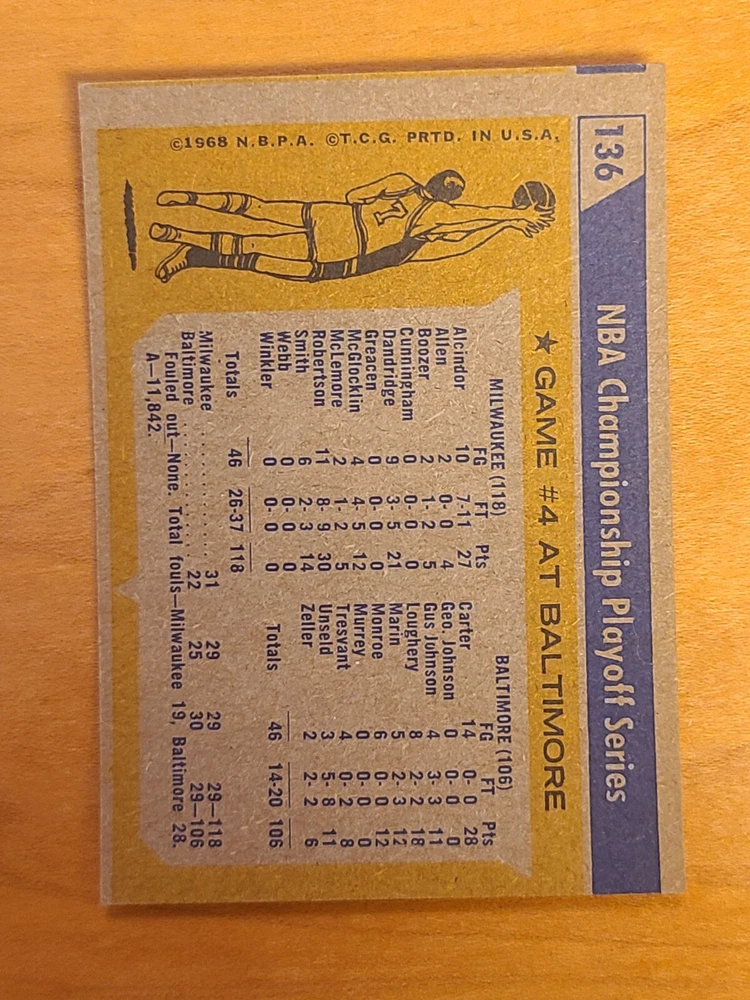 136
NBA Championship Playoff Series
★ GAME #4 AT BALTIMORE
MILWAUKEE (118)
FG FT Pts
Alcindor 10 7-11 27
Allen 2 0- 0 4
Boozer 2 1- 2 5
Cunningham 0 0- 0 0
Dandridge 9 3- 5 21
Greacen 0 0- 0 0
McGlocklin 4 4- 5 12
McLemore 2 1- 2 5
Robertson 11 8- 9 30
Smith 6 2- 3 14
Webb 0 0- 0 0
Winkler 0 0- 0 0
Totals 46 26-37 118
BALTIMORE (106)
FG FT Pts
Carter 14 0- 0 28
Geo. Johnson 0 0- 0 0
Gus Johnson 4 3- 3 11
Loughery 8 2- 2 18
Marin 5 2- 3 12
Monroe 6 0- 0 12
Murrey 0 0- 0 0
Tresvant 4 0- 2 8
Unseld 3 5- 8 11
Zeller 2 2- 2 6
Totals 46 14-20 106
Milwaukee ........ 31 29 29 29—118
Baltimore ........ 22 25 30 29—106
Fouled out—None. Total fouls—Milwaukee 19, Baltimore 28.
A—11,842.
1
©1968 N.B.P.A. ©T.C.G. PRTD. IN U.S.A.